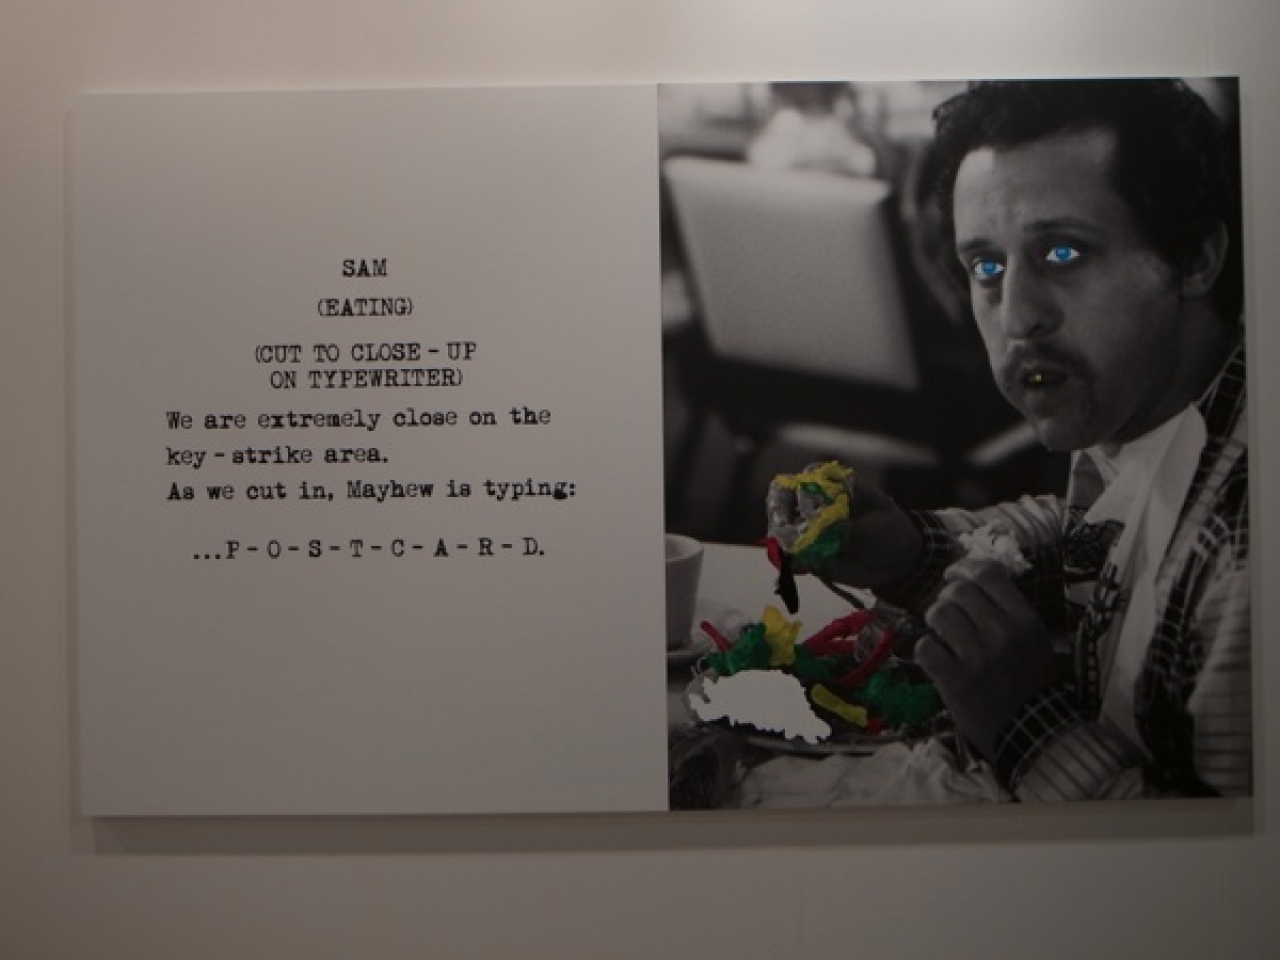 SAM
(EATING)
(CUT TO CLOSE-UP
ON TYPEWRITER)
We are extremely close on the
key-strike area.
As we cut in, Mayhew is typing:
...P-O-S-T-C-A-R-D.